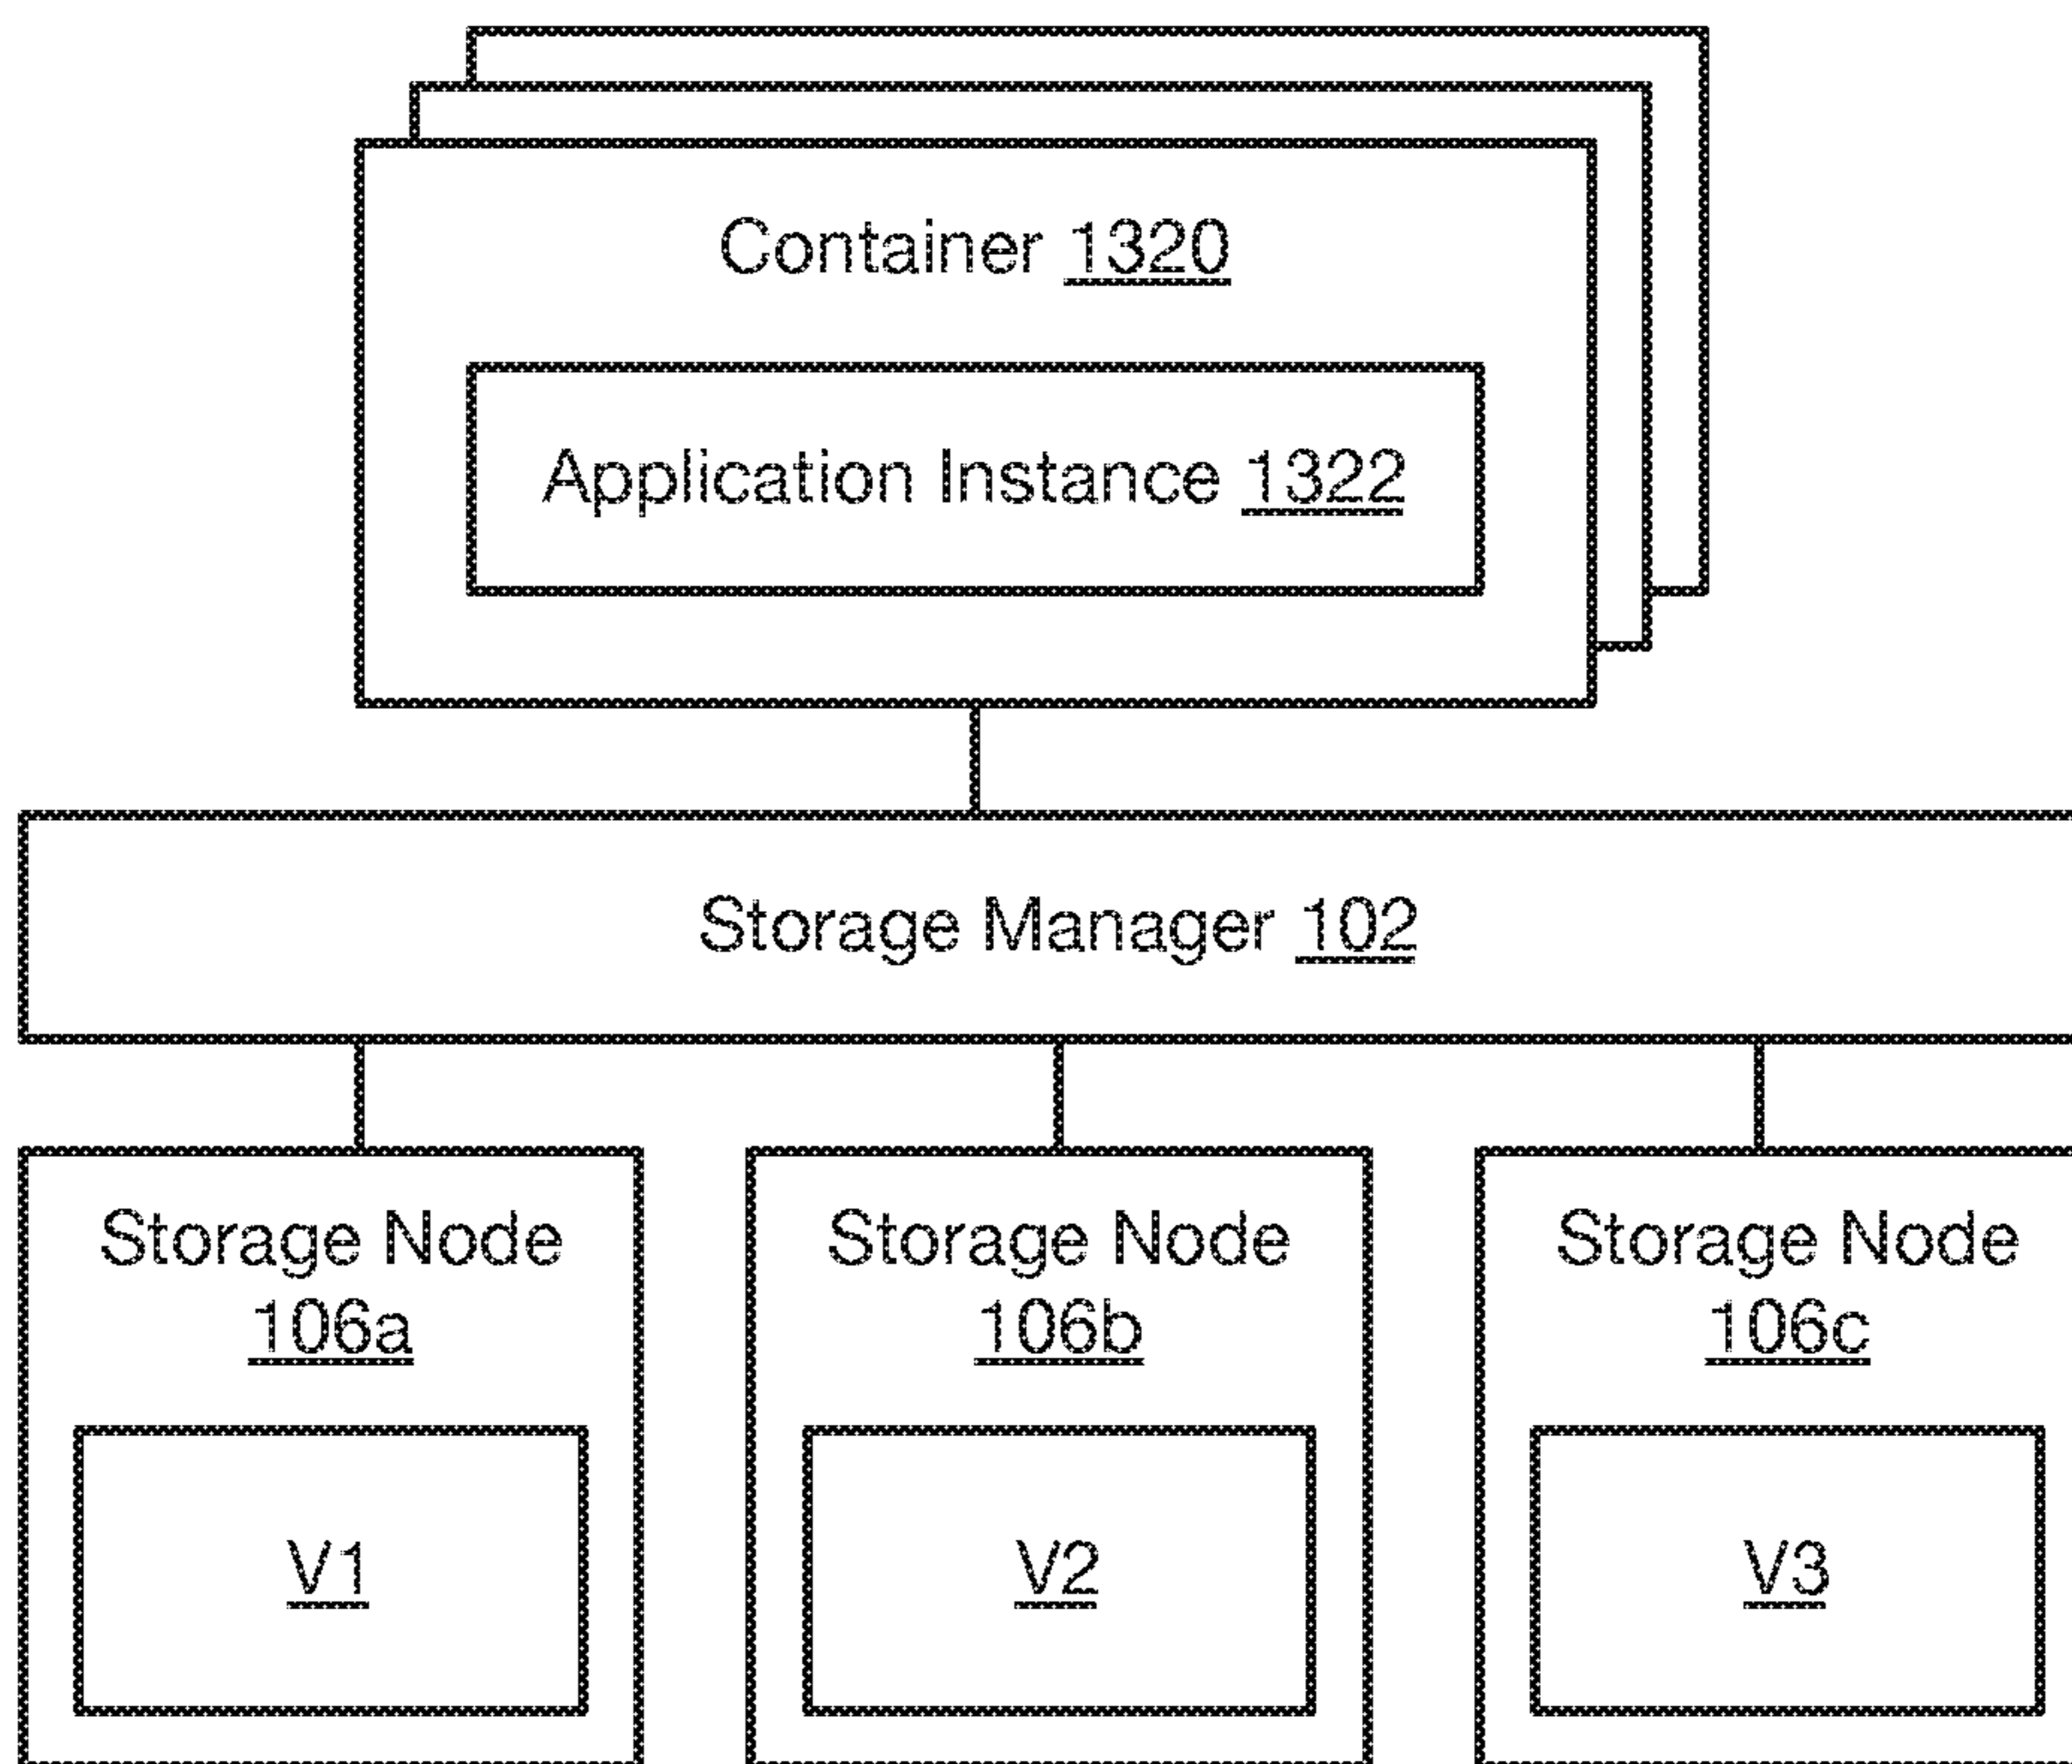 Container 1320
Application Instance 1322
Storage Manager 102
Storage Node
106a
Storage Node
106b
Storage Node
106c
V1
V2
V3